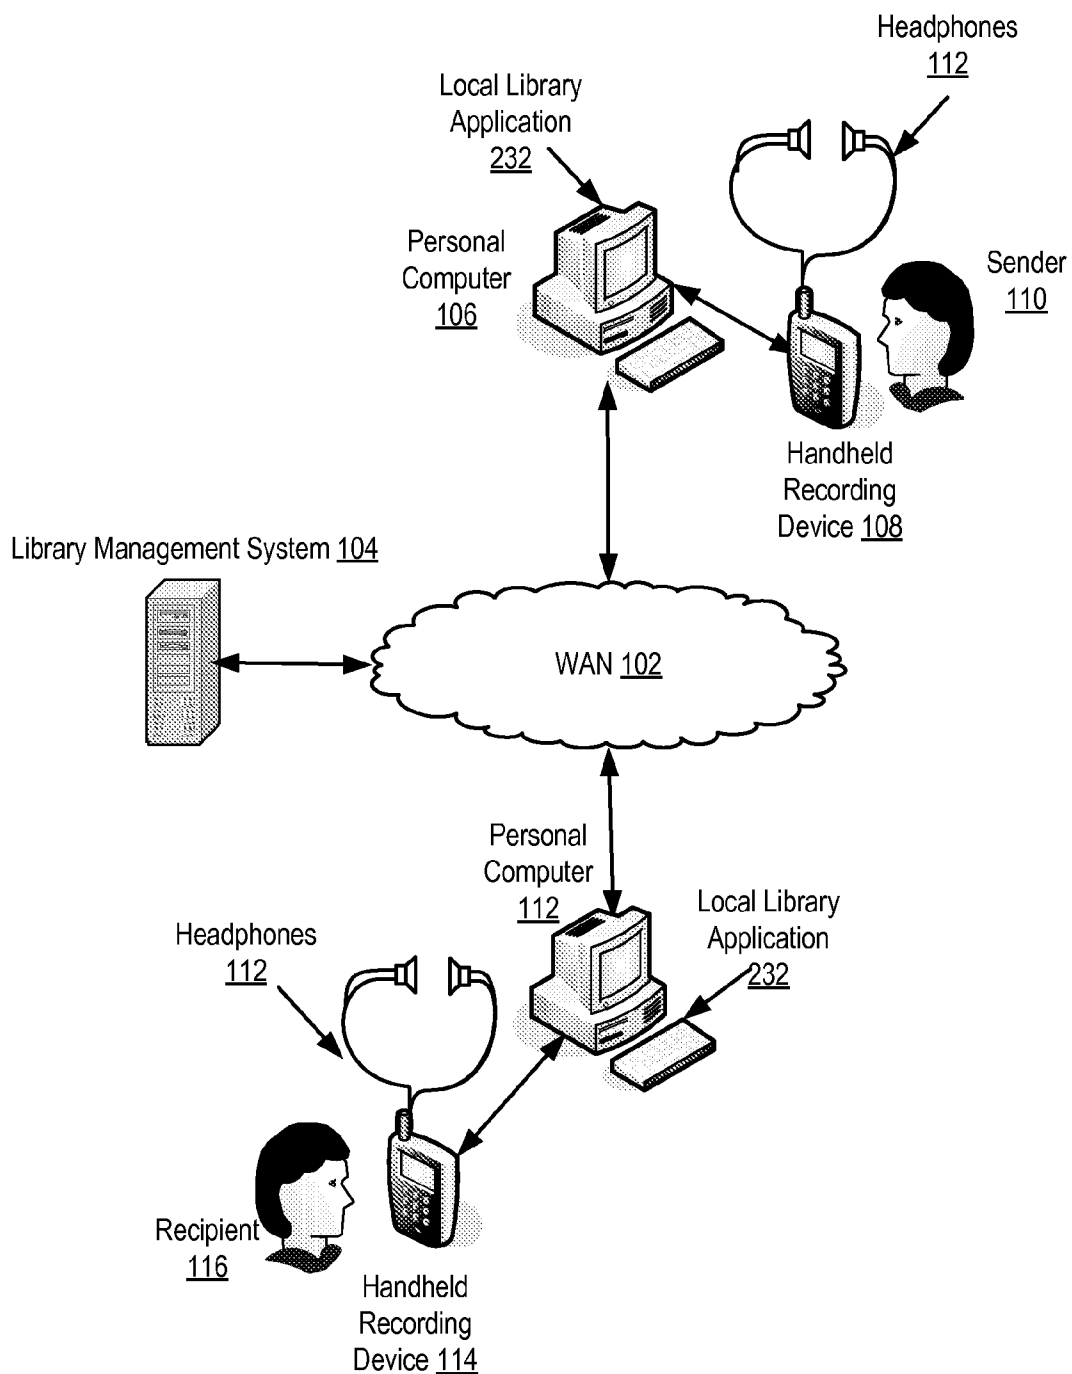 Headphones
112
Local Library
Application
232
Personal
Computer
106
Sender
110
Handheld
Recording
Device 108
Library Management System 104
WAN 102
Personal
Computer
112
Local Library
Application
232
Headphones
112
Recipient
116
Handheld
Recording
Device 114